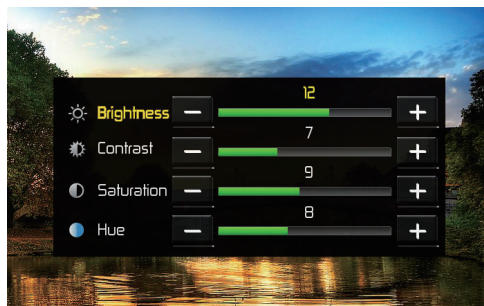 12
Brightness − +
7
Contrast − +
9
Saturation − +
8
Hue − +